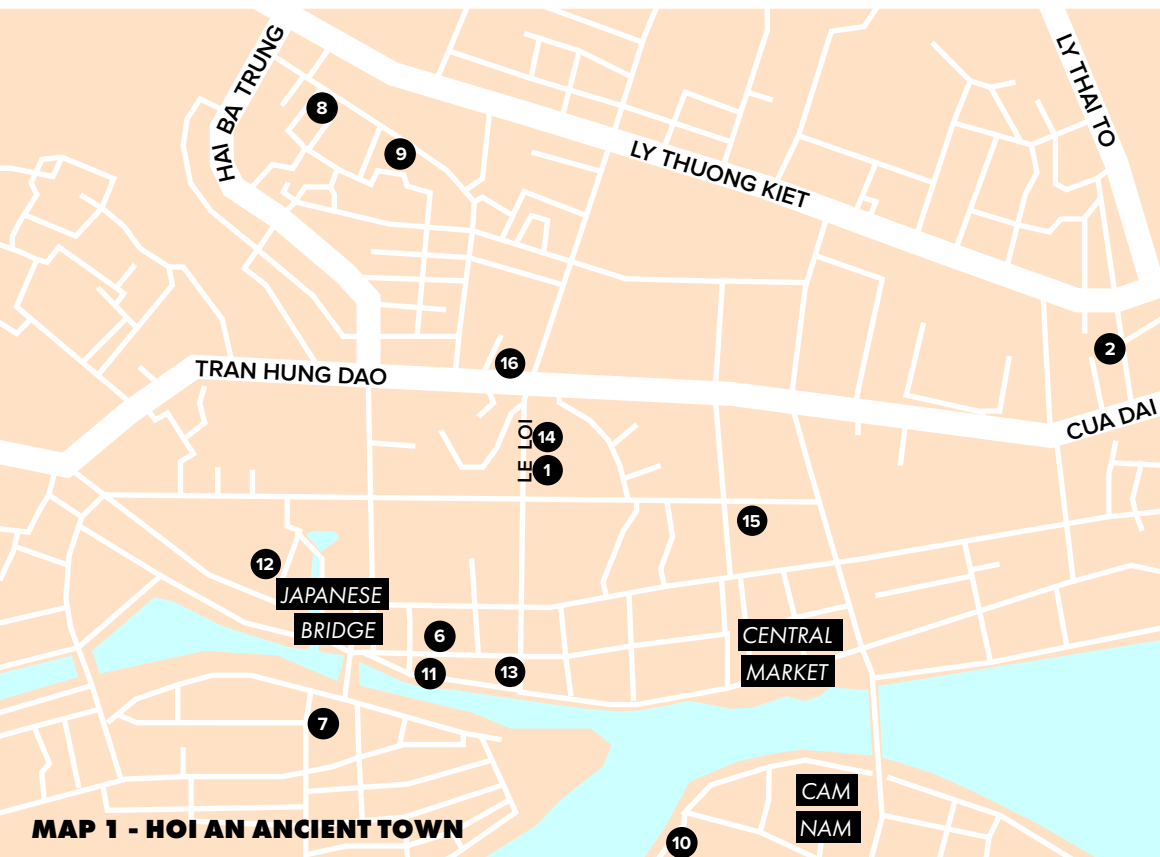 HAI BA TRUNG
LY THAI TO
8
9
LY THUONG KIET
2
16
TRAN HUNG DAO
CUA DAI
LE LOI
14
1
15
12
JAPANESE
BRIDGE
6
CENTRAL
MARKET
11
13
7
CAM
NAM
10
MAP 1 - HOI AN ANCIENT TOWN